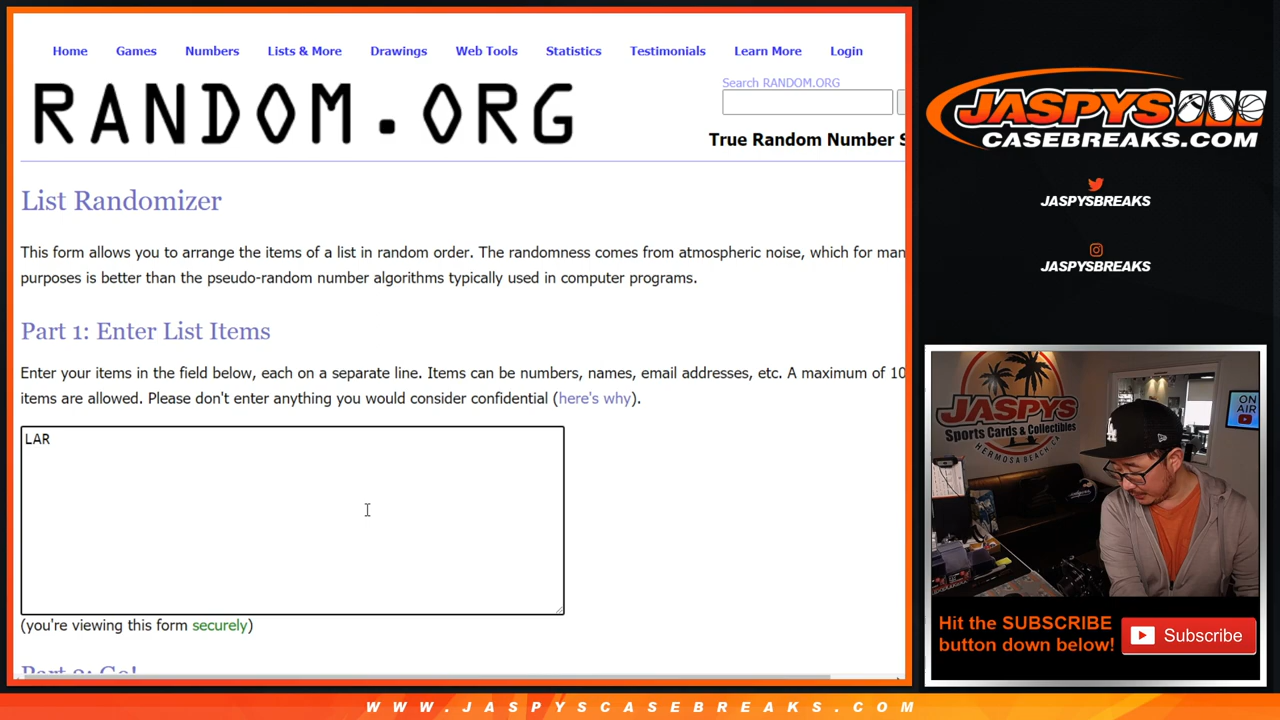 Home Games Numbers Lists & More Drawings Web Tools Statistics Testimonials Learn More Login
RANDOM.ORG
Search RANDOM.ORG
True Random Number S
List Randomizer
This form allows you to arrange the items of a list in random order. The randomness comes from atmospheric noise, which for man
purposes is better than the pseudo-random number algorithms typically used in computer programs.
Part 1: Enter List Items
Enter your items in the field below, each on a separate line. Items can be numbers, names, email addresses, etc. A maximum of 10
items are allowed. Please don't enter anything you would consider confidential (here's why).
LAR
(you're viewing this form securely)
Part 2: Go!
JASPYS
CASEBREAKS.COM
JASPYSBREAKS
JASPYSBREAKS
JASPYS
Sports Cards & Collectibles
HERMOSA BEACH, CA
ON
AIR
LA
Hit the SUBSCRIBE
button down below!
Subscribe
WWW.JASPYSCASEBREAKS.COM